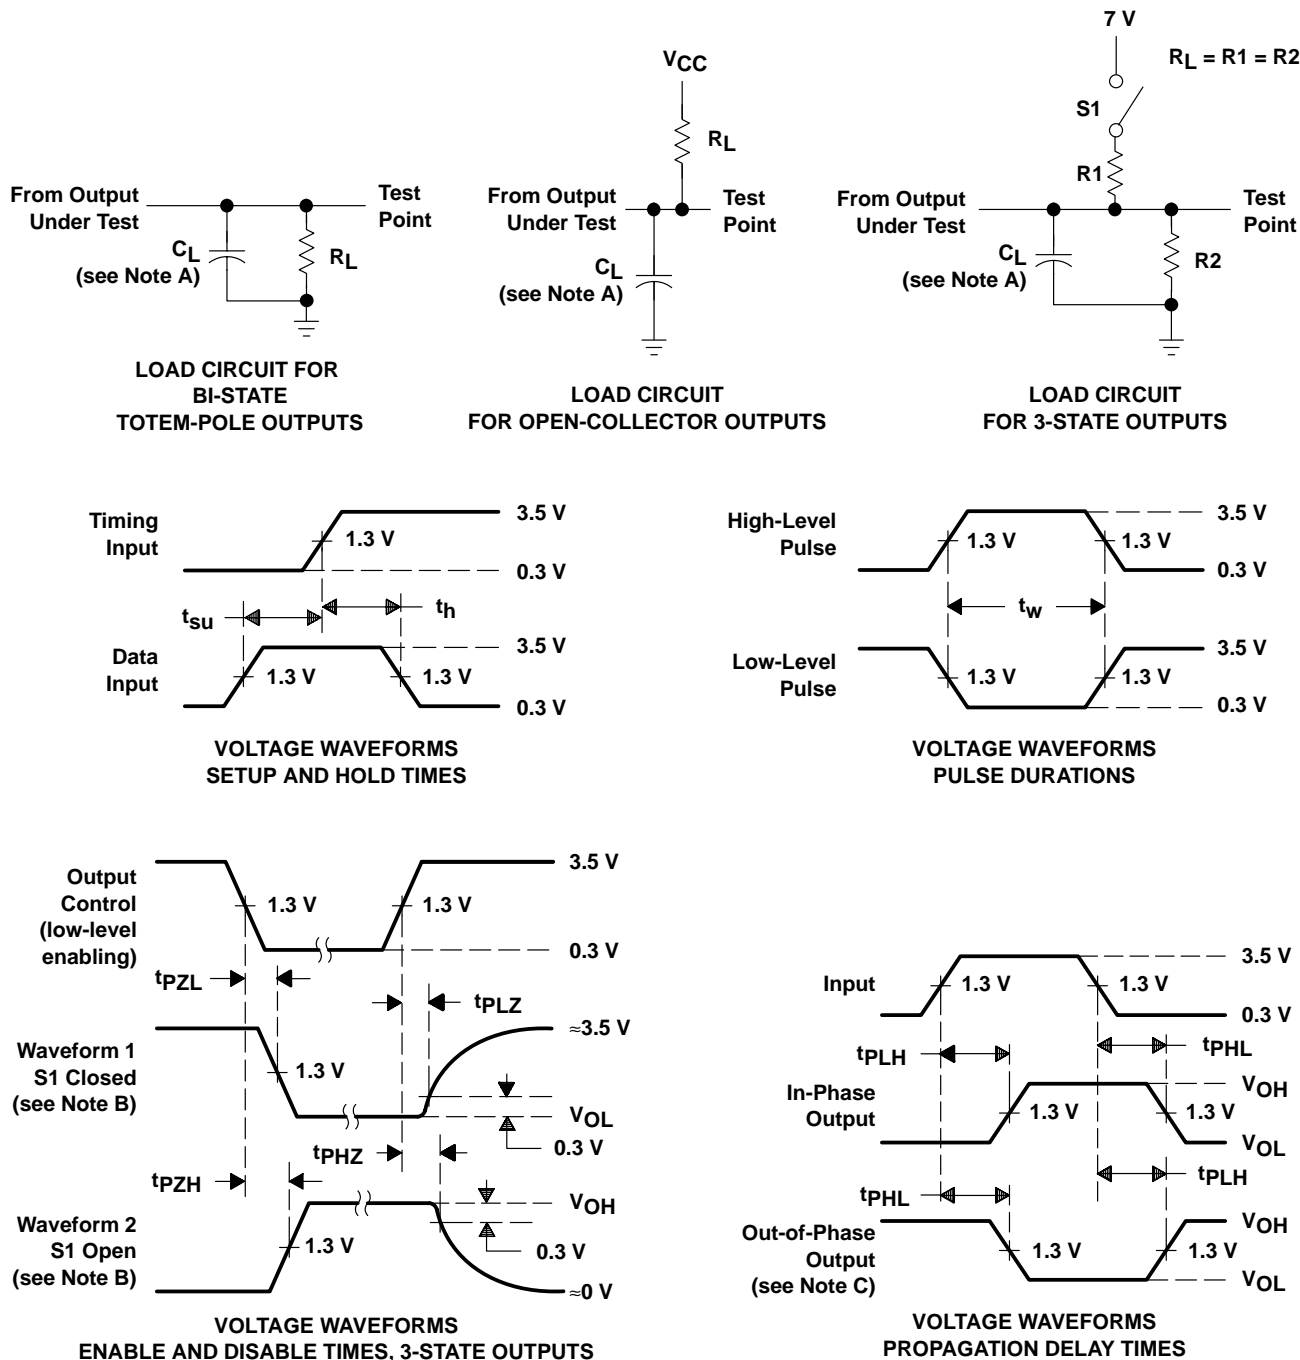 7 V
RL = R1 = R2
S1
R1
From Output
Under Test
Test
Point
CL
(see Note A)
R2
LOAD CIRCUIT
FOR 3-STATE OUTPUTS
VCC
RL
From Output
Under Test
Test
Point
CL
(see Note A)
LOAD CIRCUIT
FOR OPEN-COLLECTOR OUTPUTS
From Output
Under Test
Test
Point
CL
(see Note A)
RL
LOAD CIRCUIT FOR
BI-STATE
TOTEM-POLE OUTPUTS
Timing
Input
3.5 V
1.3 V
0.3 V
tsu
th
Data
Input
3.5 V
1.3 V
1.3 V
0.3 V
VOLTAGE WAVEFORMS
SETUP AND HOLD TIMES
High-Level
Pulse
3.5 V
1.3 V
1.3 V
0.3 V
tw
Low-Level
Pulse
3.5 V
1.3 V
1.3 V
0.3 V
VOLTAGE WAVEFORMS
PULSE DURATIONS
Output
Control
(low-level
enabling)
3.5 V
1.3 V
1.3 V
0.3 V
tPZL
tPLZ
Waveform 1
S1 Closed
(see Note B)
≈3.5 V
1.3 V
VOL
0.3 V
tPZH
tPHZ
Waveform 2
S1 Open
(see Note B)
VOH
1.3 V
0.3 V
≈0 V
VOLTAGE WAVEFORMS
ENABLE AND DISABLE TIMES, 3-STATE OUTPUTS
Input
3.5 V
1.3 V
1.3 V
0.3 V
tPLH
tPHL
In-Phase
Output
VOH
1.3 V
1.3 V
VOL
tPHL
tPLH
Out-of-Phase
Output
(see Note C)
VOH
1.3 V
1.3 V
VOL
VOLTAGE WAVEFORMS
PROPAGATION DELAY TIMES